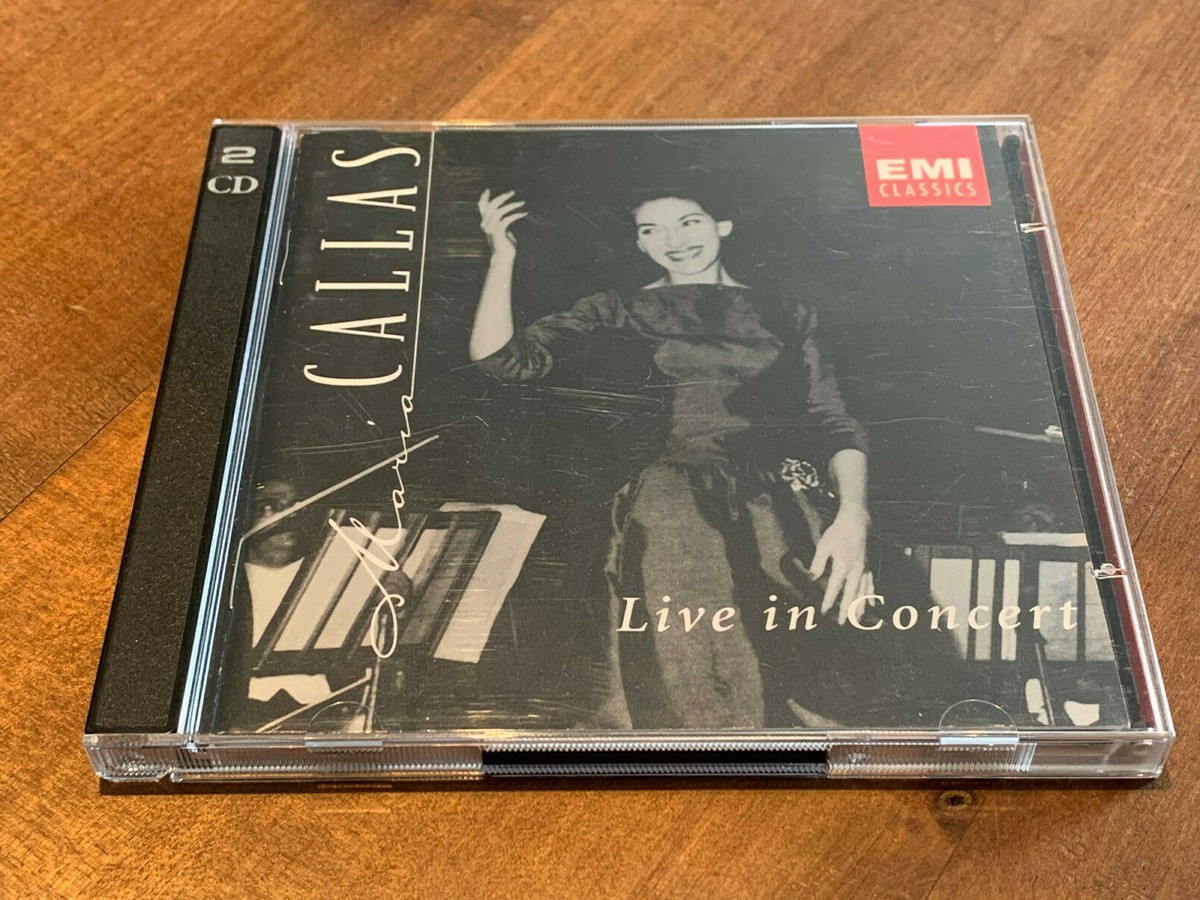 2
CD
Maria CALLAS
EMI
CLASSICS
Live in Concert